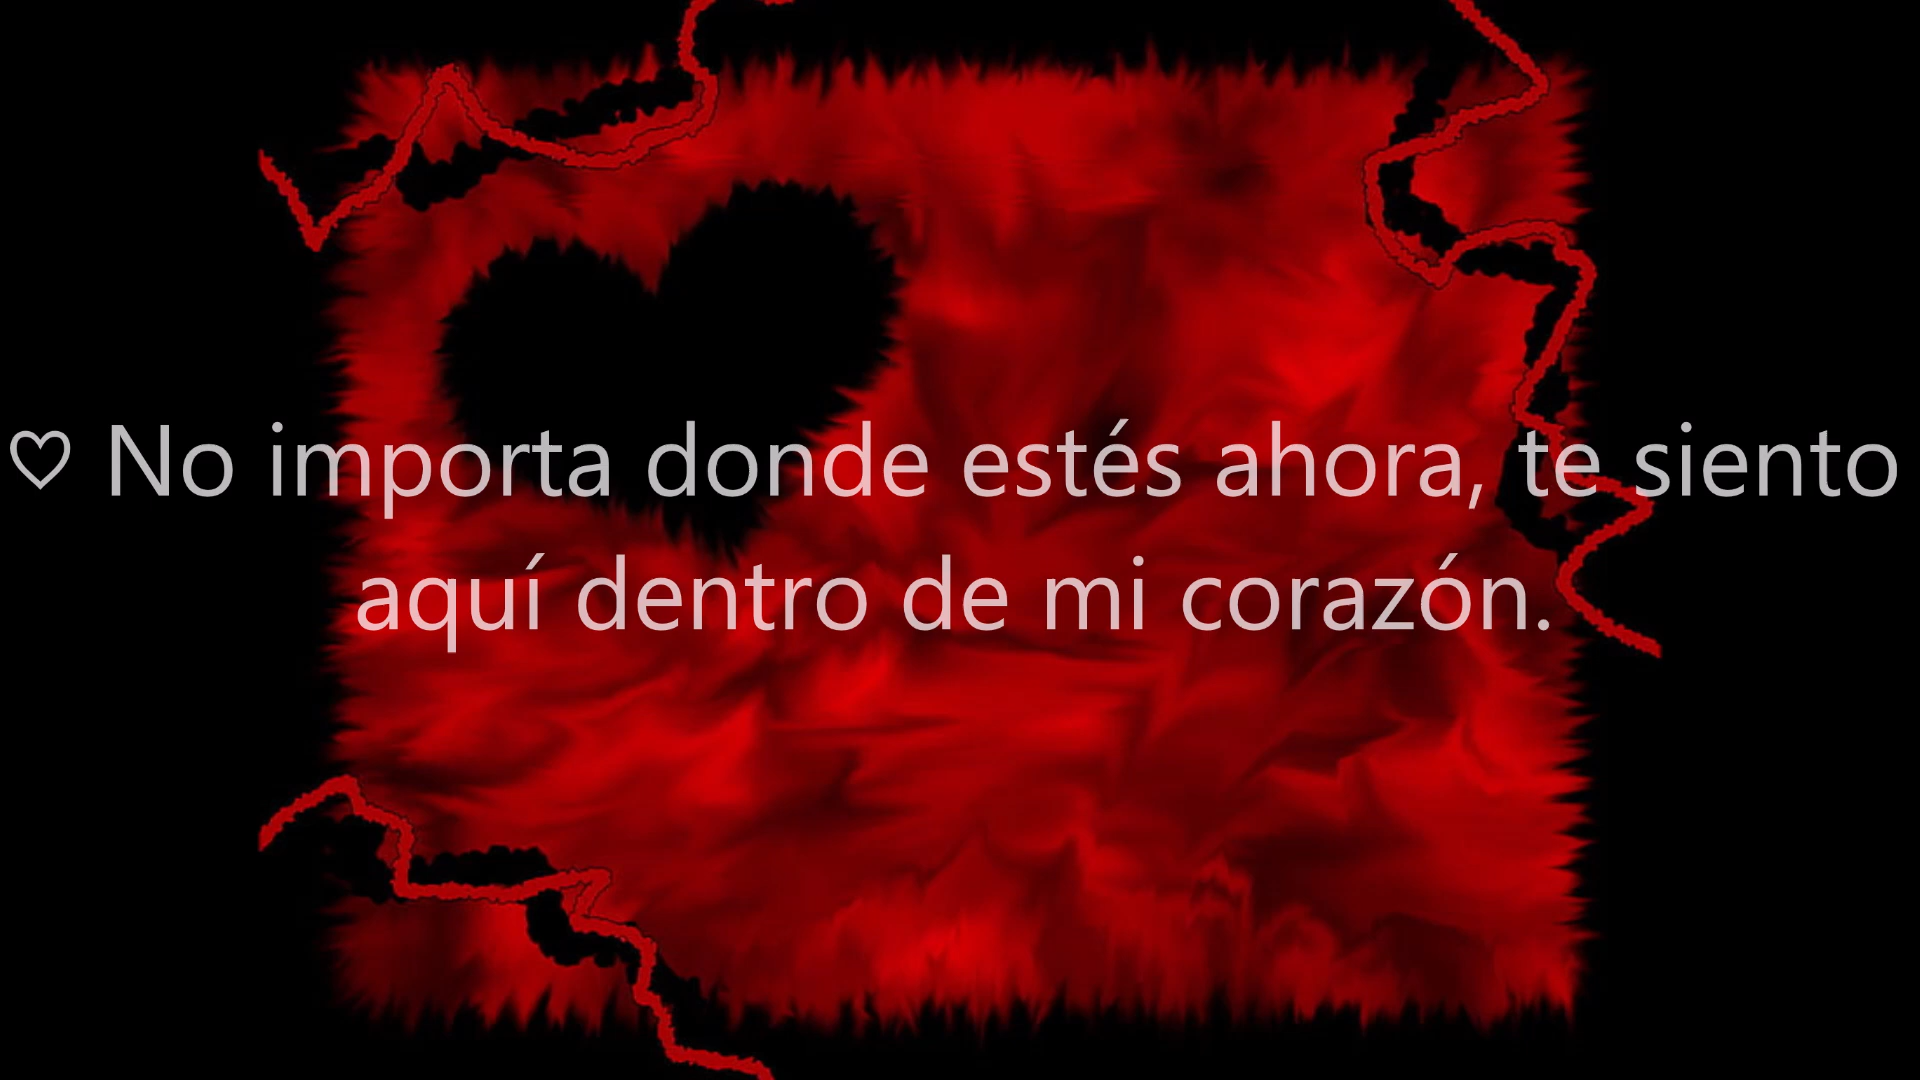 ♡ No importa donde estés ahora, te siento
aquí dentro de mi corazón.